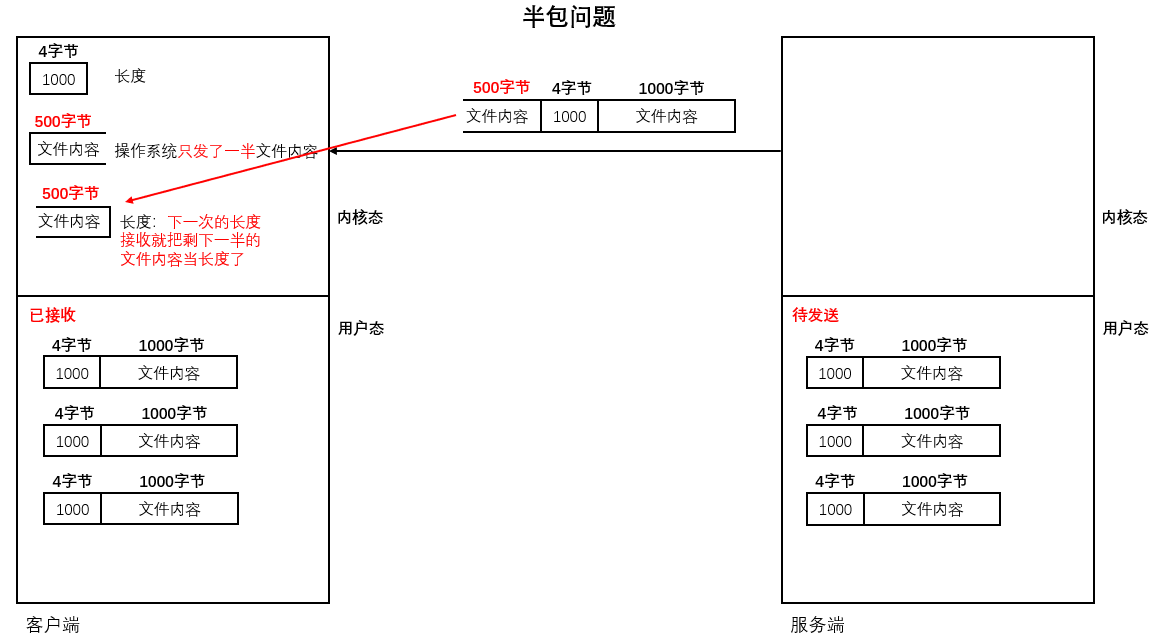 半包问题
4字节
1000
长度
500字节
文件内容
操作系统只发了一半文件内容
500字节
文件内容
长度：下一次的长度
接收就把剩下一半的
文件内容当长度了
500字节
4字节
1000字节
文件内容
1000
文件内容
内核态
内核态
已接收
用户态
4字节
1000字节
1000
文件内容
4字节
1000字节
1000
文件内容
4字节
1000字节
1000
文件内容
待发送
用户态
4字节
1000字节
1000
文件内容
4字节
1000字节
1000
文件内容
4字节
1000字节
1000
文件内容
客户端
服务端